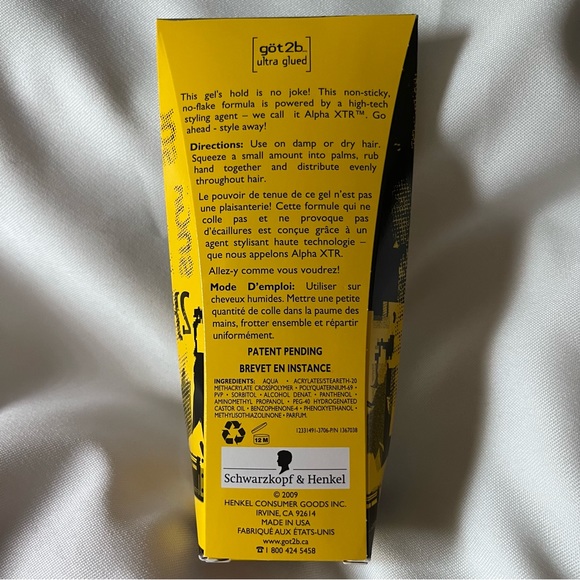 göt2b™
ultra glued
This gel's hold is no joke! This non-sticky,
no-flake formula is powered by a high-tech
styling agent – we call it Alpha XTR™. Go
ahead - style away!
Directions: Use on damp or dry hair.
Squeeze a small amount into palms, rub
hand together and distribute evenly
throughout hair.
Le pouvoir de tenue de ce gel n'est pas
une plaisanterie! Cette formule qui ne
colle pas et ne provoque pas
d'écaillures est conçue grâce à un
agent stylisant haute technologie –
que nous appelons Alpha XTR.
Allez-y comme vous voudrez!
Mode D'emploi: Utiliser sur
cheveux humides. Mettre une petite
quantité de colle dans la paume des
mains, frotter ensemble et répartir
uniformément.
PATENT PENDING
BREVET EN INSTANCE
INGREDIENTS: AQUA • ACRYLATES/STEARETH-20
METHACRYLATE CROSSPOLYMER • POLYQUATERNIUM-69 •
PVP • SORBITOL • ALCOHOL DENAT. • PANTHENOL •
AMINOMETHYL PROPANOL • PEG-40 HYDROGENATED
CASTOR OIL • BENZOPHENONE-4 • PHENOXYETHANOL •
METHYLISOTHIAZOLINONE • PARFUM.
(2331491-3706-P/N 1367038
12 M
Schwarzkopf & Henkel
© 2009
HENKEL CONSUMER GOODS INC.
IRVINE, CA 92614
MADE IN USA
FABRIQUÉ AUX ÉTATS-UNIS
www.got2b.ca
☎1 800 424 5458